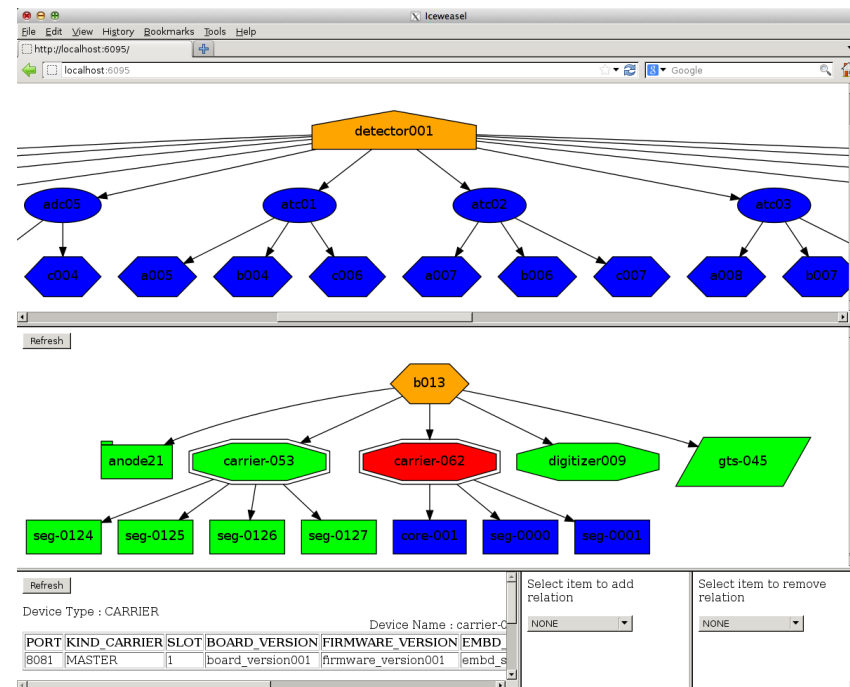 Iceweasel
File Edit View History Bookmarks Tools Help
http://localhost:6095/
localhost:6095
Google
detector001
adc05 atc01 atc02 atc03
c004 a005 b004 c006 a007 b006 c007 a008 b007
Refresh
b013
anode21 carrier-053 carrier-062 digitizer009 gts-045
seg-0124 seg-0125 seg-0126 seg-0127 core-001 seg-0000 seg-0001
Refresh
Device Type : CARRIER
Device Name : carrier-0
PORT KIND_CARRIER SLOT BOARD_VERSION FIRMWARE_VERSION EMBD_
8081 MASTER 1 board_version001 firmware_version001 embd_s
Select item to add
relation
NONE
Select item to remove
relation
NONE